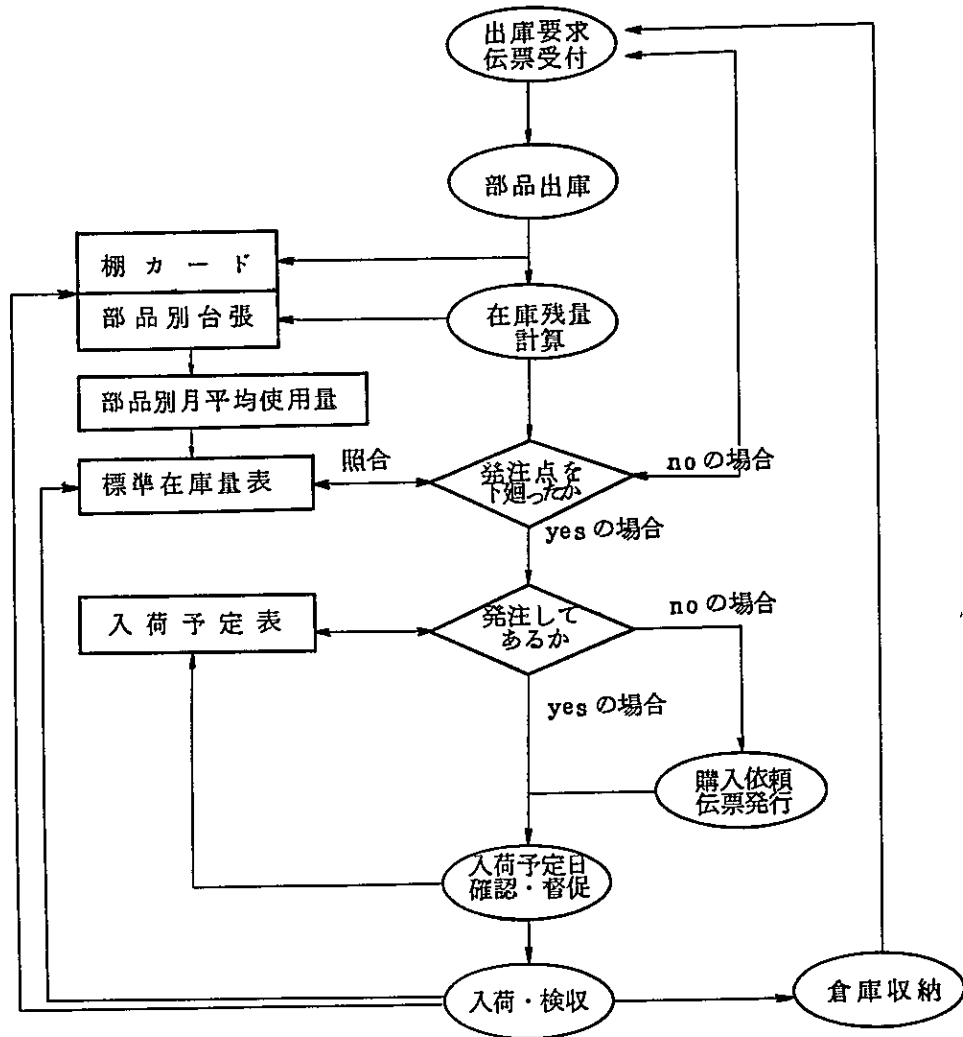 出庫要求
伝票受付
部品出庫
棚カード
部品別台張
在庫残量
計算
部品別月平均使用量
標準在庫量表
照合
発注点を
下廻ったか
noの場合
yesの場合
入荷予定表
発注して
あるか
noの場合
yesの場合
購入依頼
伝票発行
入荷予定日
確認・督促
入荷・検収
倉庫収納